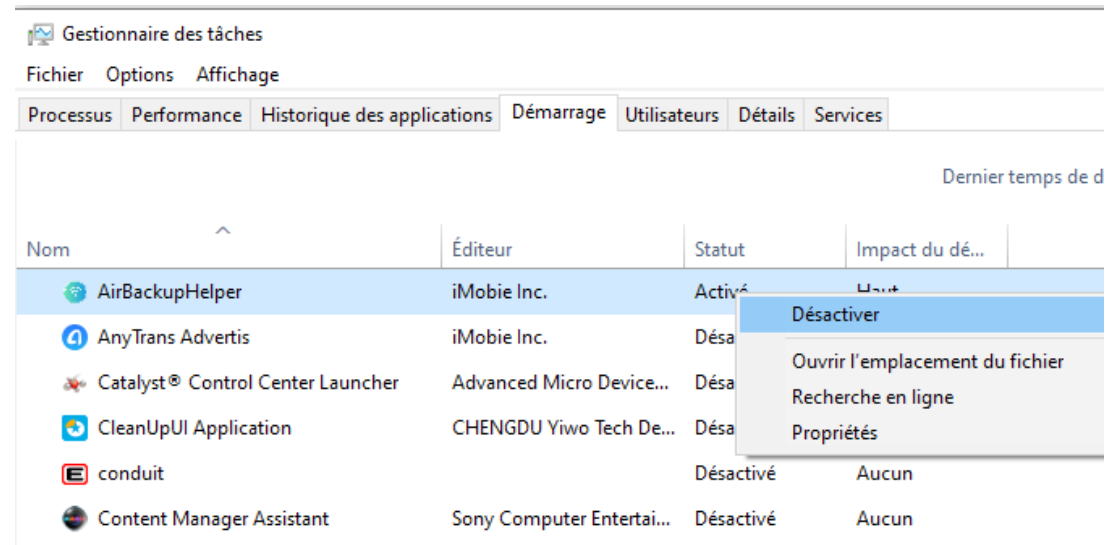 Gestionnaire des tâches
Fichier Options Affichage
Processus Performance Historique des applications Démarrage Utilisateurs Détails Services
Dernier temps de d
Nom Éditeur Statut Impact du dé...
AirBackupHelper iMobie Inc. Activé Haut
Désactiver
AnyTrans Advertis iMobie Inc. Désa
Ouvrir l'emplacement du fichier
Catalyst® Control Center Launcher Advanced Micro Device... Désa
Recherche en ligne
CleanUpUI Application CHENGDU Yiwo Tech De... Désa
Propriétés
conduit Désactivé Aucun
Content Manager Assistant Sony Computer Entertai... Désactivé Aucun